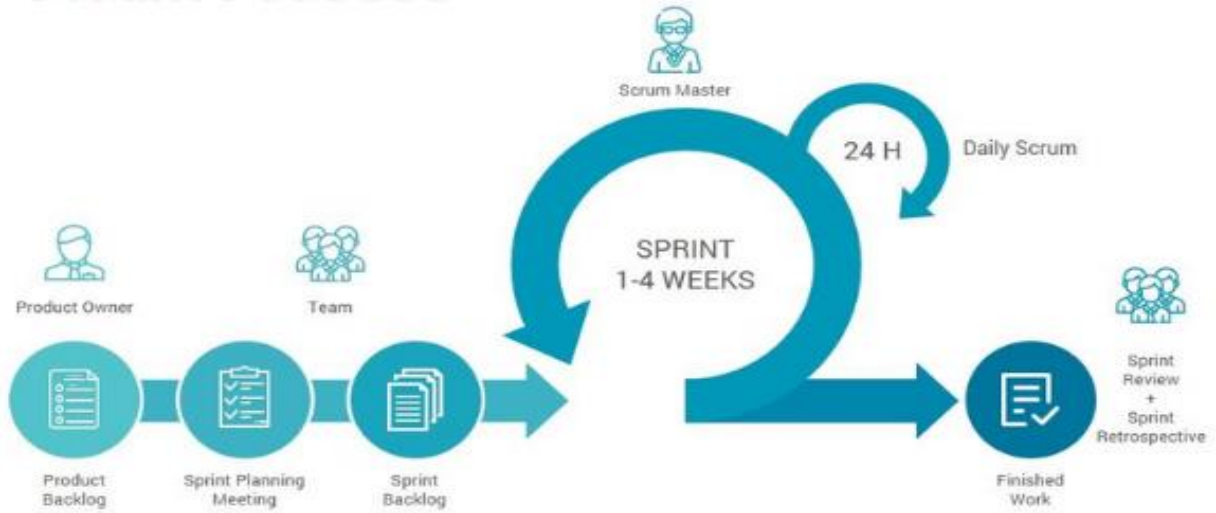 Scrum Master
24 H
Daily Scrum
SPRINT
1-4 WEEKS
Product Owner
Team
Product
Backlog
Sprint Planning
Meeting
Sprint
Backlog
Finished
Work
Sprint
Review
+
Sprint
Retrospective